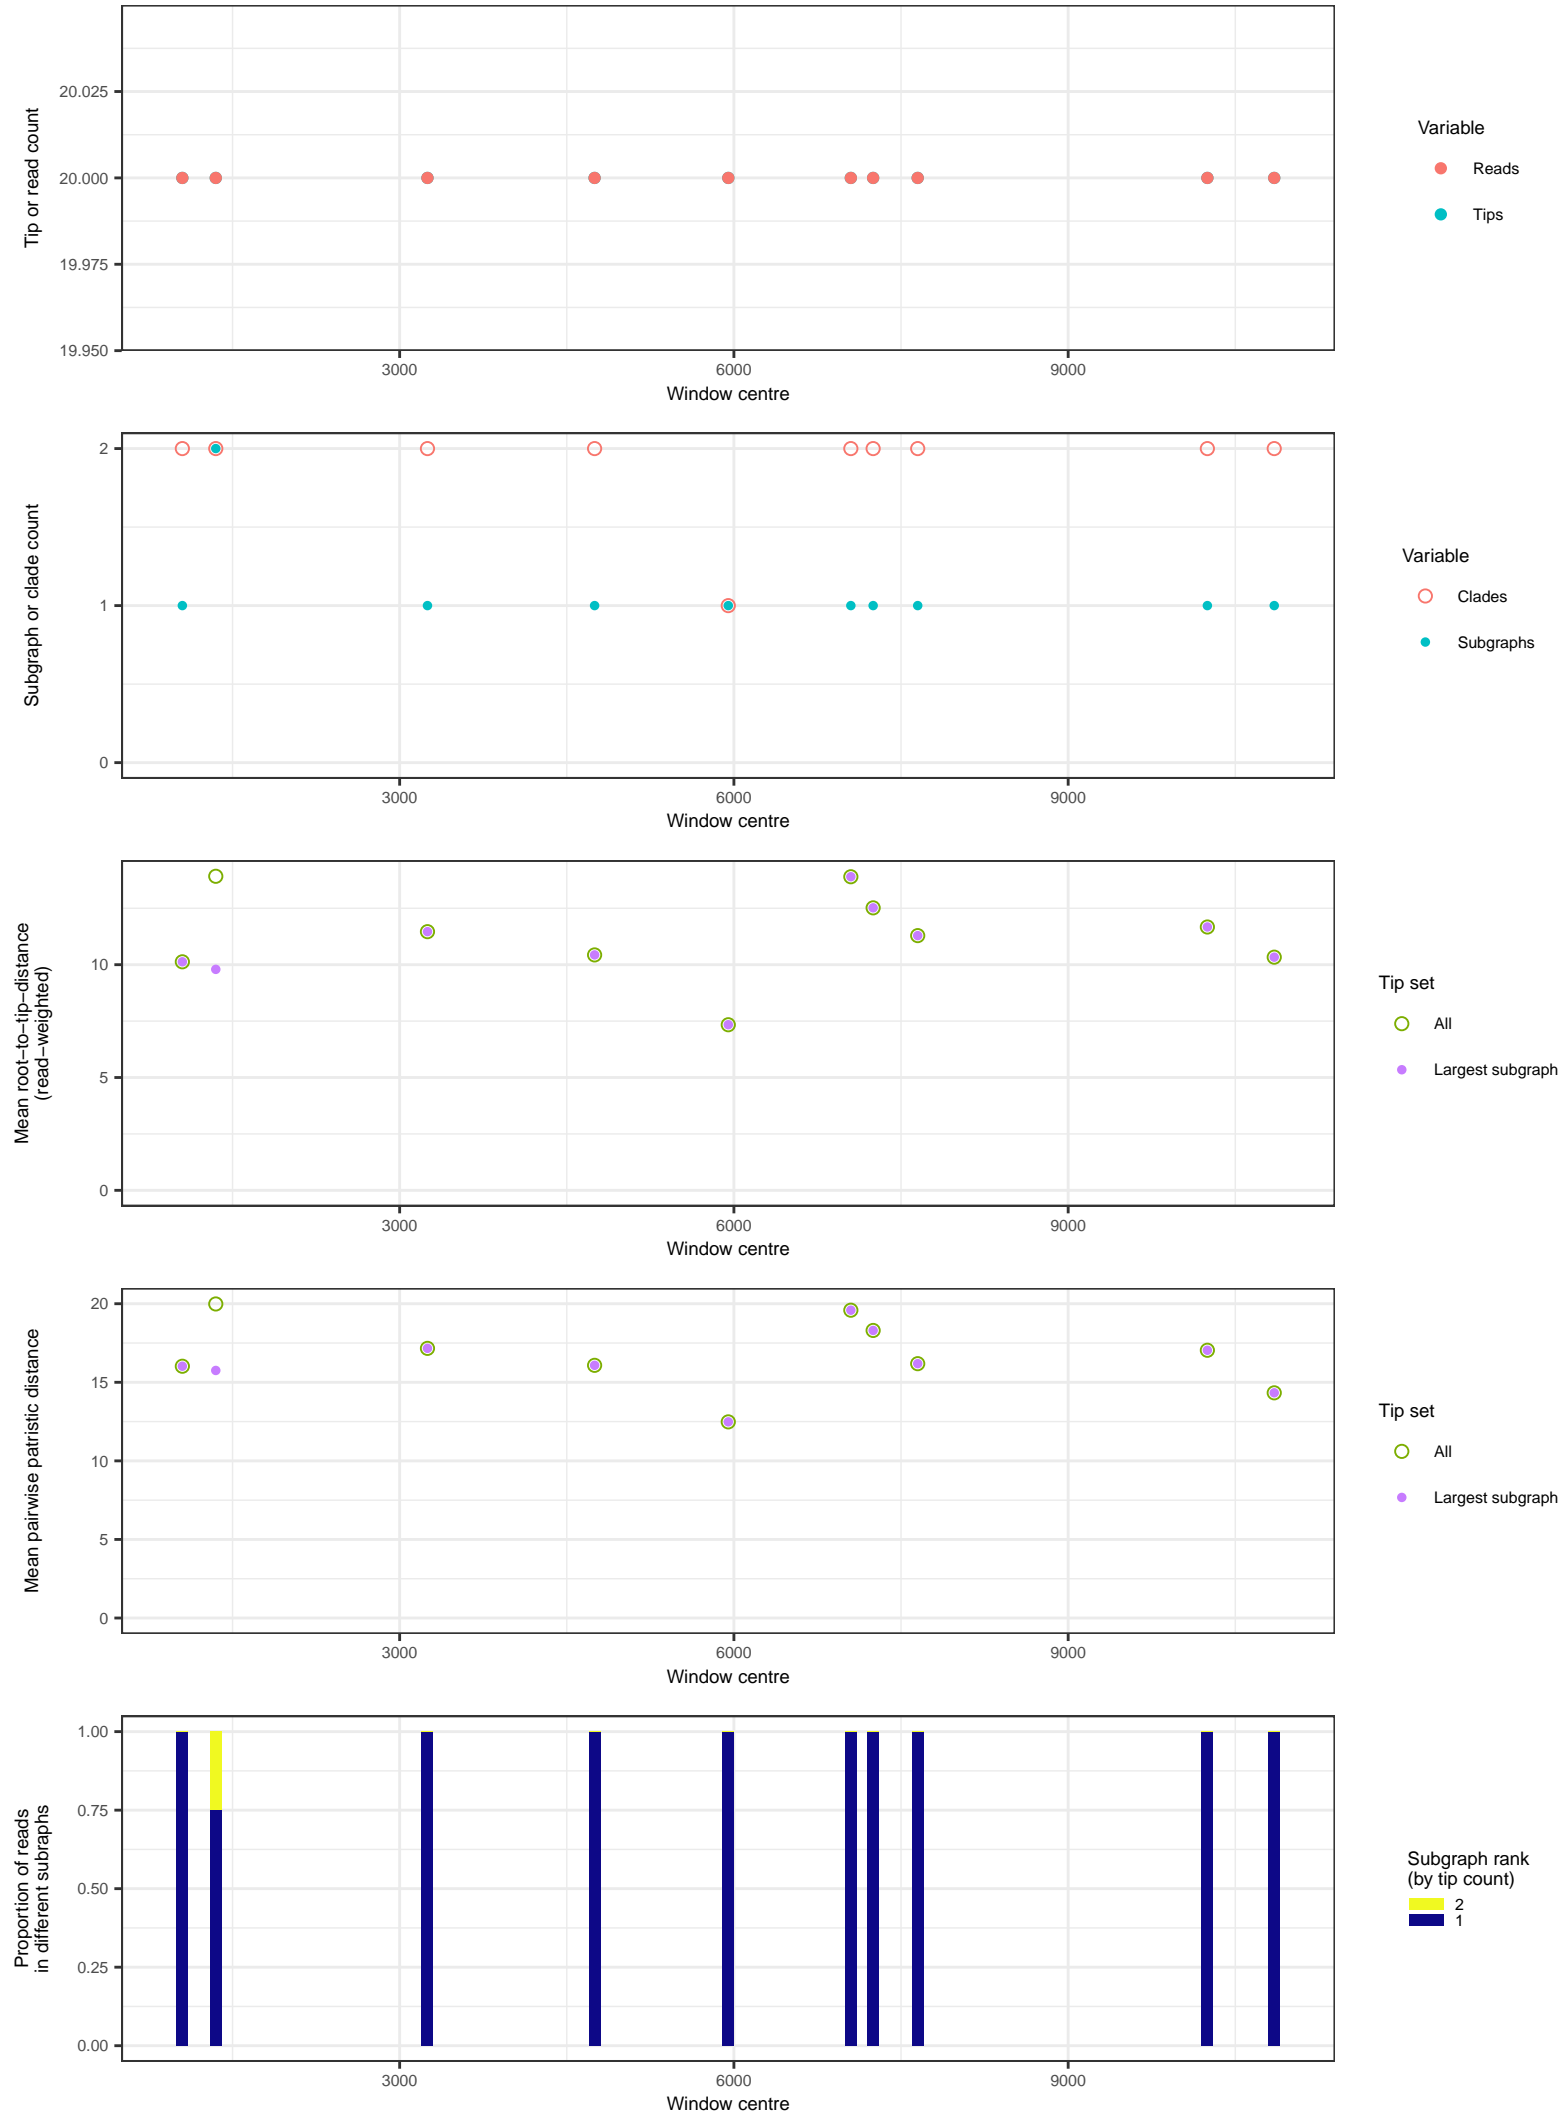 Tip or read count
20.025
20.000
19.975
19.950
3000
6000
9000
Window centre
Variable
Reads
Tips
Subgraph or clade count
2
1
0
3000
6000
9000
Window centre
Variable
Clades
Subgraphs
Mean root−to−tip−distance
(read−weighted)
10
5
0
3000
6000
9000
Window centre
Tip set
All
Largest subgraph
Mean pairwise patristic distance
20
15
10
5
0
3000
6000
9000
Window centre
Tip set
All
Largest subgraph
Proportion of reads
in different subraphs
1.00
0.75
0.50
0.25
0.00
3000
6000
9000
Window centre
Subgraph rank
(by tip count)
2
1